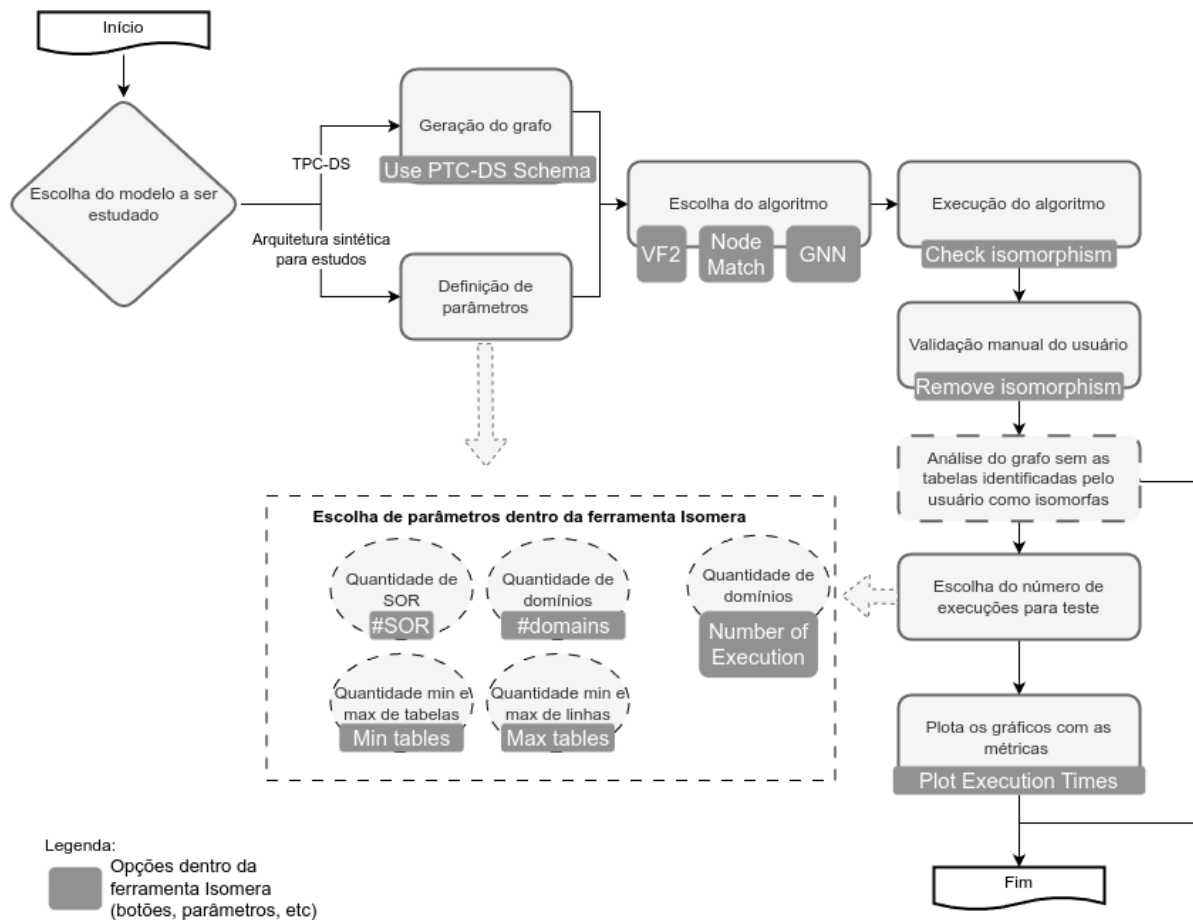 Início
Escolha do modelo a ser
estudado
TPC-DS
Arquitetura sintética
para estudos
Geração do grafo
Use PTC-DS Schema
Definição de
parâmetros
Escolha do algoritmo
VF2
Node
Match
GNN
Execução do algoritmo
Check isomorphism
Validação manual do usuário
Remove isomorphism
Análise do grafo sem as
tabelas identificadas pelo
usuário como isomorfas
Escolha do número de
execuções para teste
Plota os gráficos com as
métricas
Plot Execution Times
Fim
Escolha de parâmetros dentro da ferramenta Isomera
Quantidade de
SOR
#SOR
Quantidade de
domínios
#domains
Quantidade de
domínios
Number of
Execution
Quantidade min e
max de tabelas
Min tables
Quantidade min e
max de linhas
Max tables
Legenda:
Opções dentro da
ferramenta Isomera
(botões, parâmetros, etc)